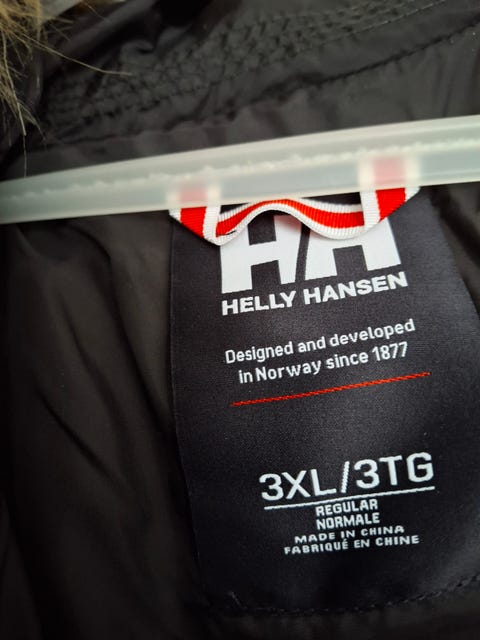 HH
HELLY HANSEN
Designed and developed
in Norway since 1877
3XL/3TG
REGULAR
NORMALE
MADE IN CHINA
FABRIQUÉ EN CHINE